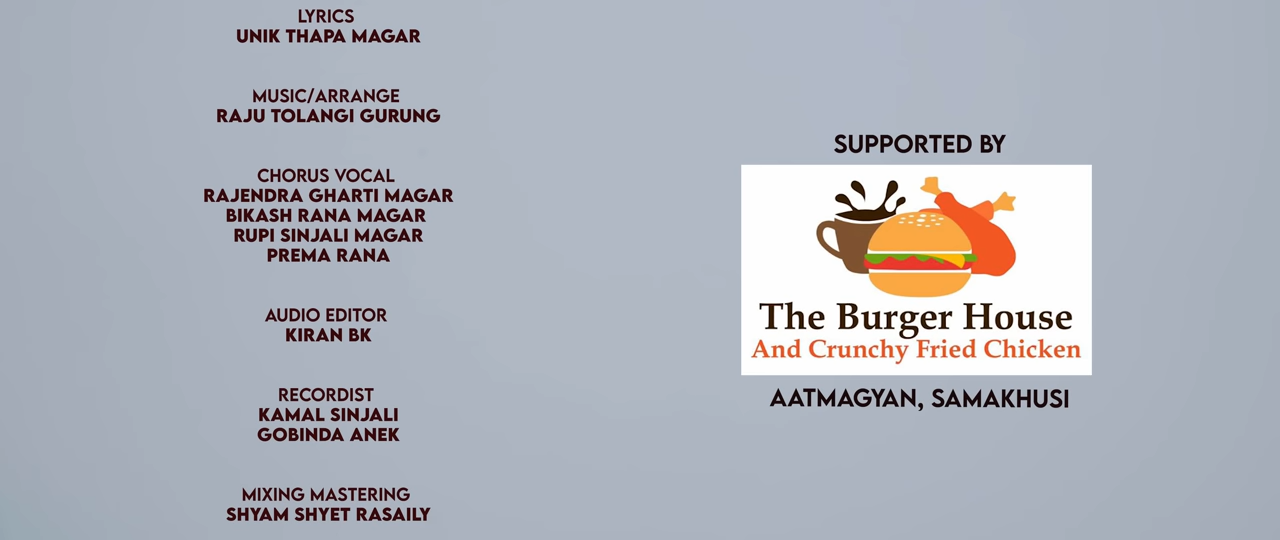 LYRICS
UNIK THAPA MAGAR
MUSIC/ARRANGE
RAJU TOLANGI GURUNG
CHORUS VOCAL
RAJENDRA GHARTI MAGAR
BIKASH RANA MAGAR
RUPI SINJALI MAGAR
PREMA RANA
AUDIO EDITOR
KIRAN BK
RECORDIST
KAMAL SINJALI
GOBINDA ANEK
MIXING MASTERING
SHYAM SHYET RASAILY
SUPPORTED BY
The Burger House
And Crunchy Fried Chicken
AATMAGYAN, SAMAKHUSI